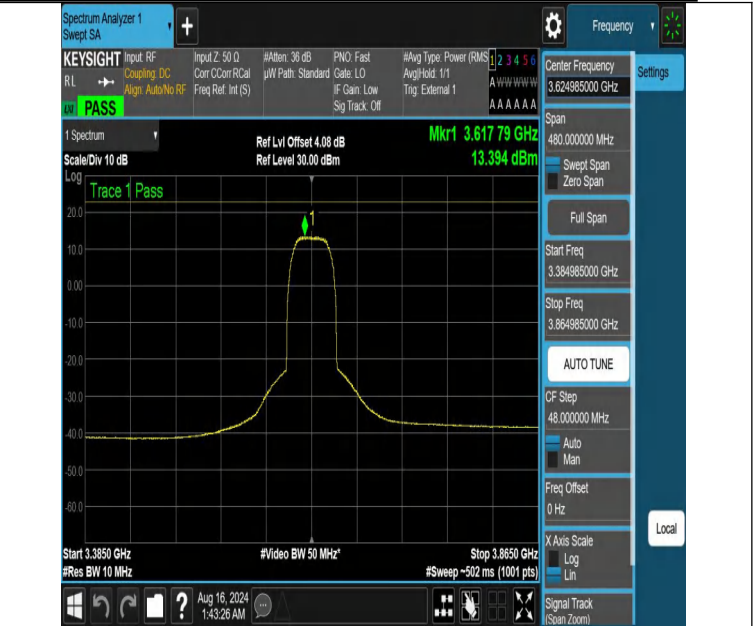 Spectrum Analyzer 1
Swept SA
+
Frequency
KEYSIGHT
RL
PASS
Input: RF
Coupling: DC
Align: Auto/No RF
Input Z: 50 Ω
Corr CCorr RCal
Freq Ref: Int (S)
#Atten: 36 dB
µW Path: Standard
PNO: Fast
Gate: LO
IF Gain: Low
Sig Track: Off
#Avg Type: Power (RMS
Avg|Hold: 1/1
Trig: External 1
1 2 3 4 5 6
A W W W W W
A A A A A A
1 Spectrum
Scale/Div 10 dB
Ref Lvl Offset 4.08 dB
Ref Level 30.00 dBm
Mkr1 3.617 79 GHz
13.394 dBm
Log
Trace 1 Pass
1
20.0
10.0
0.00
-10.0
-20.0
-30.0
-40.0
-50.0
-60.0
Start 3.3850 GHz
#Res BW 10 MHz
#Video BW 50 MHz*
Stop 3.8650 GHz
#Sweep ~502 ms (1001 pts)
Aug 16, 2024
1:43:26 AM
Center Frequency
3.624985000 GHz
Settings
Span
480.000000 MHz
Swept Span
Zero Span
Full Span
Start Freq
3.384985000 GHz
Stop Freq
3.864985000 GHz
AUTO TUNE
CF Step
48.000000 MHz
Auto
Man
Freq Offset
0 Hz
X Axis Scale
Log
Lin
Local
Signal Track
(Span Zoom)